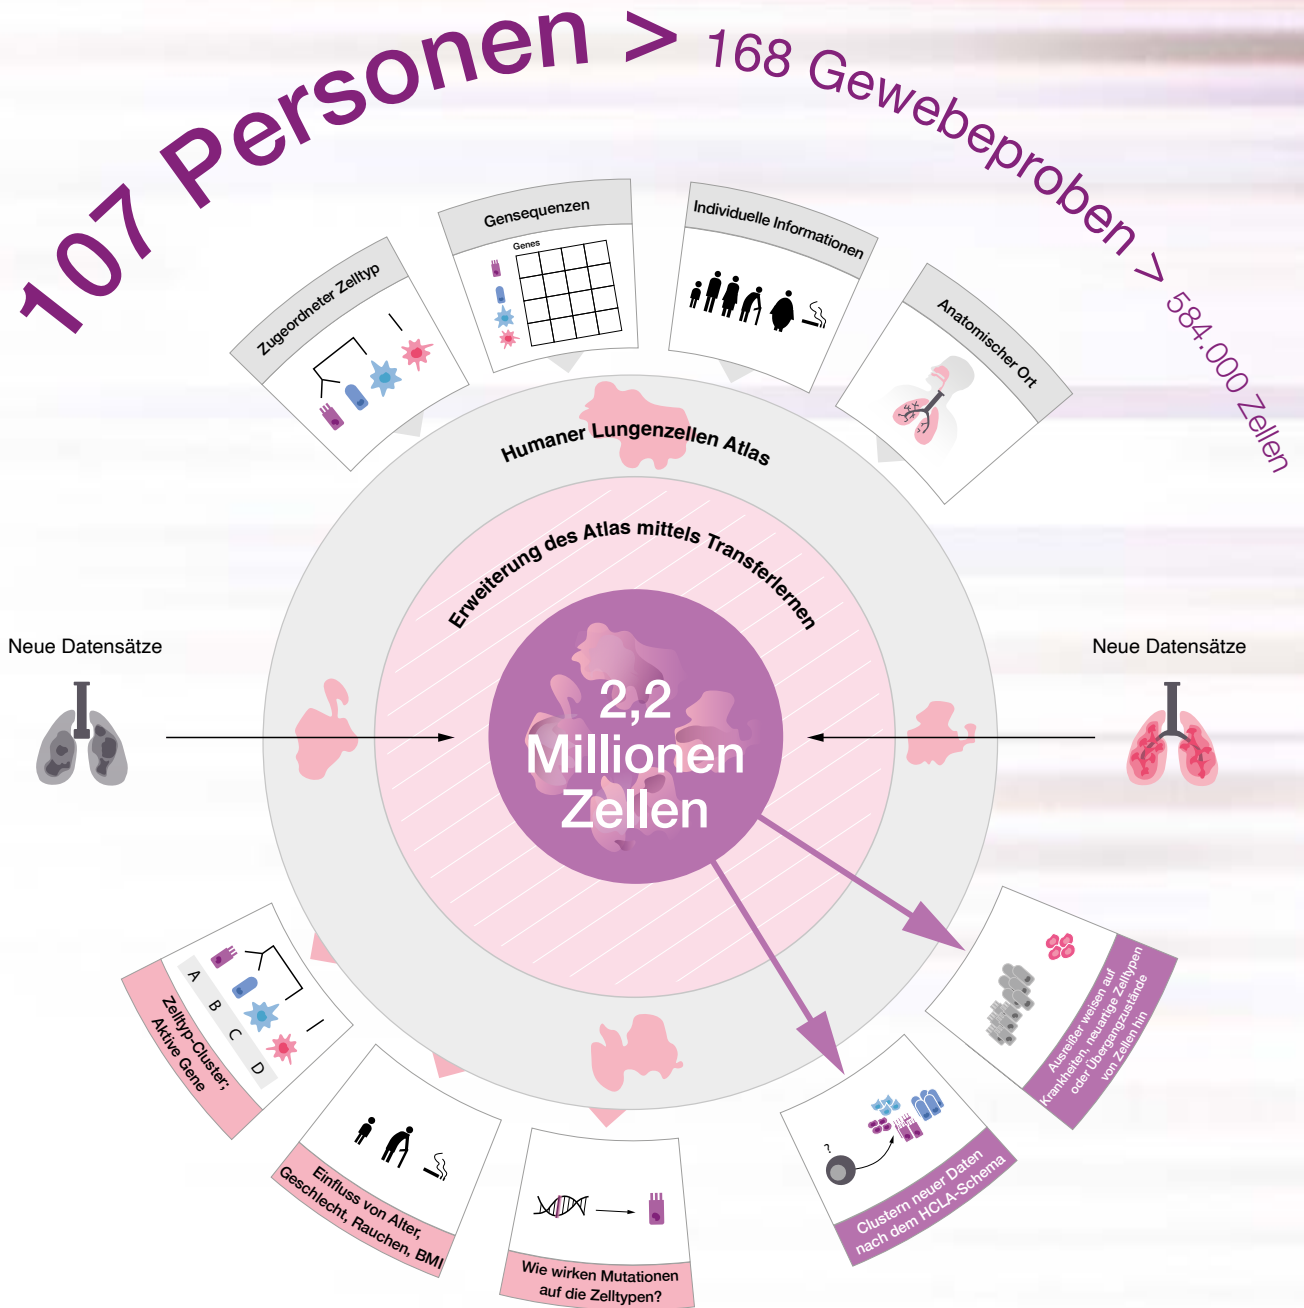 107 Personen > 168 Gewebeproben > 584.000 Zellen
Zugeordneter Zelltyp
Gensequenzen
Genes
Individuelle Informationen
Anatomischer Ort
Humaner Lungenzellen Atlas
Erweiterung des Atlas mittels Transferlernen
Neue Datensätze
2,2
Millionen
Zellen
Neue Datensätze
A
B
C
D
Zelltyp-Cluster;
Aktive Gene
Einfluss von Alter,
Geschlecht, Rauchen, BMI
Wie wirken Mutationen
auf die Zelltypen?
?
Clustern neuer Daten
nach dem HCLA-Schema
Ausreißer weisen auf
Krankheiten, neuartige Zelltypen
oder Übergangzustände
von Zellen hin